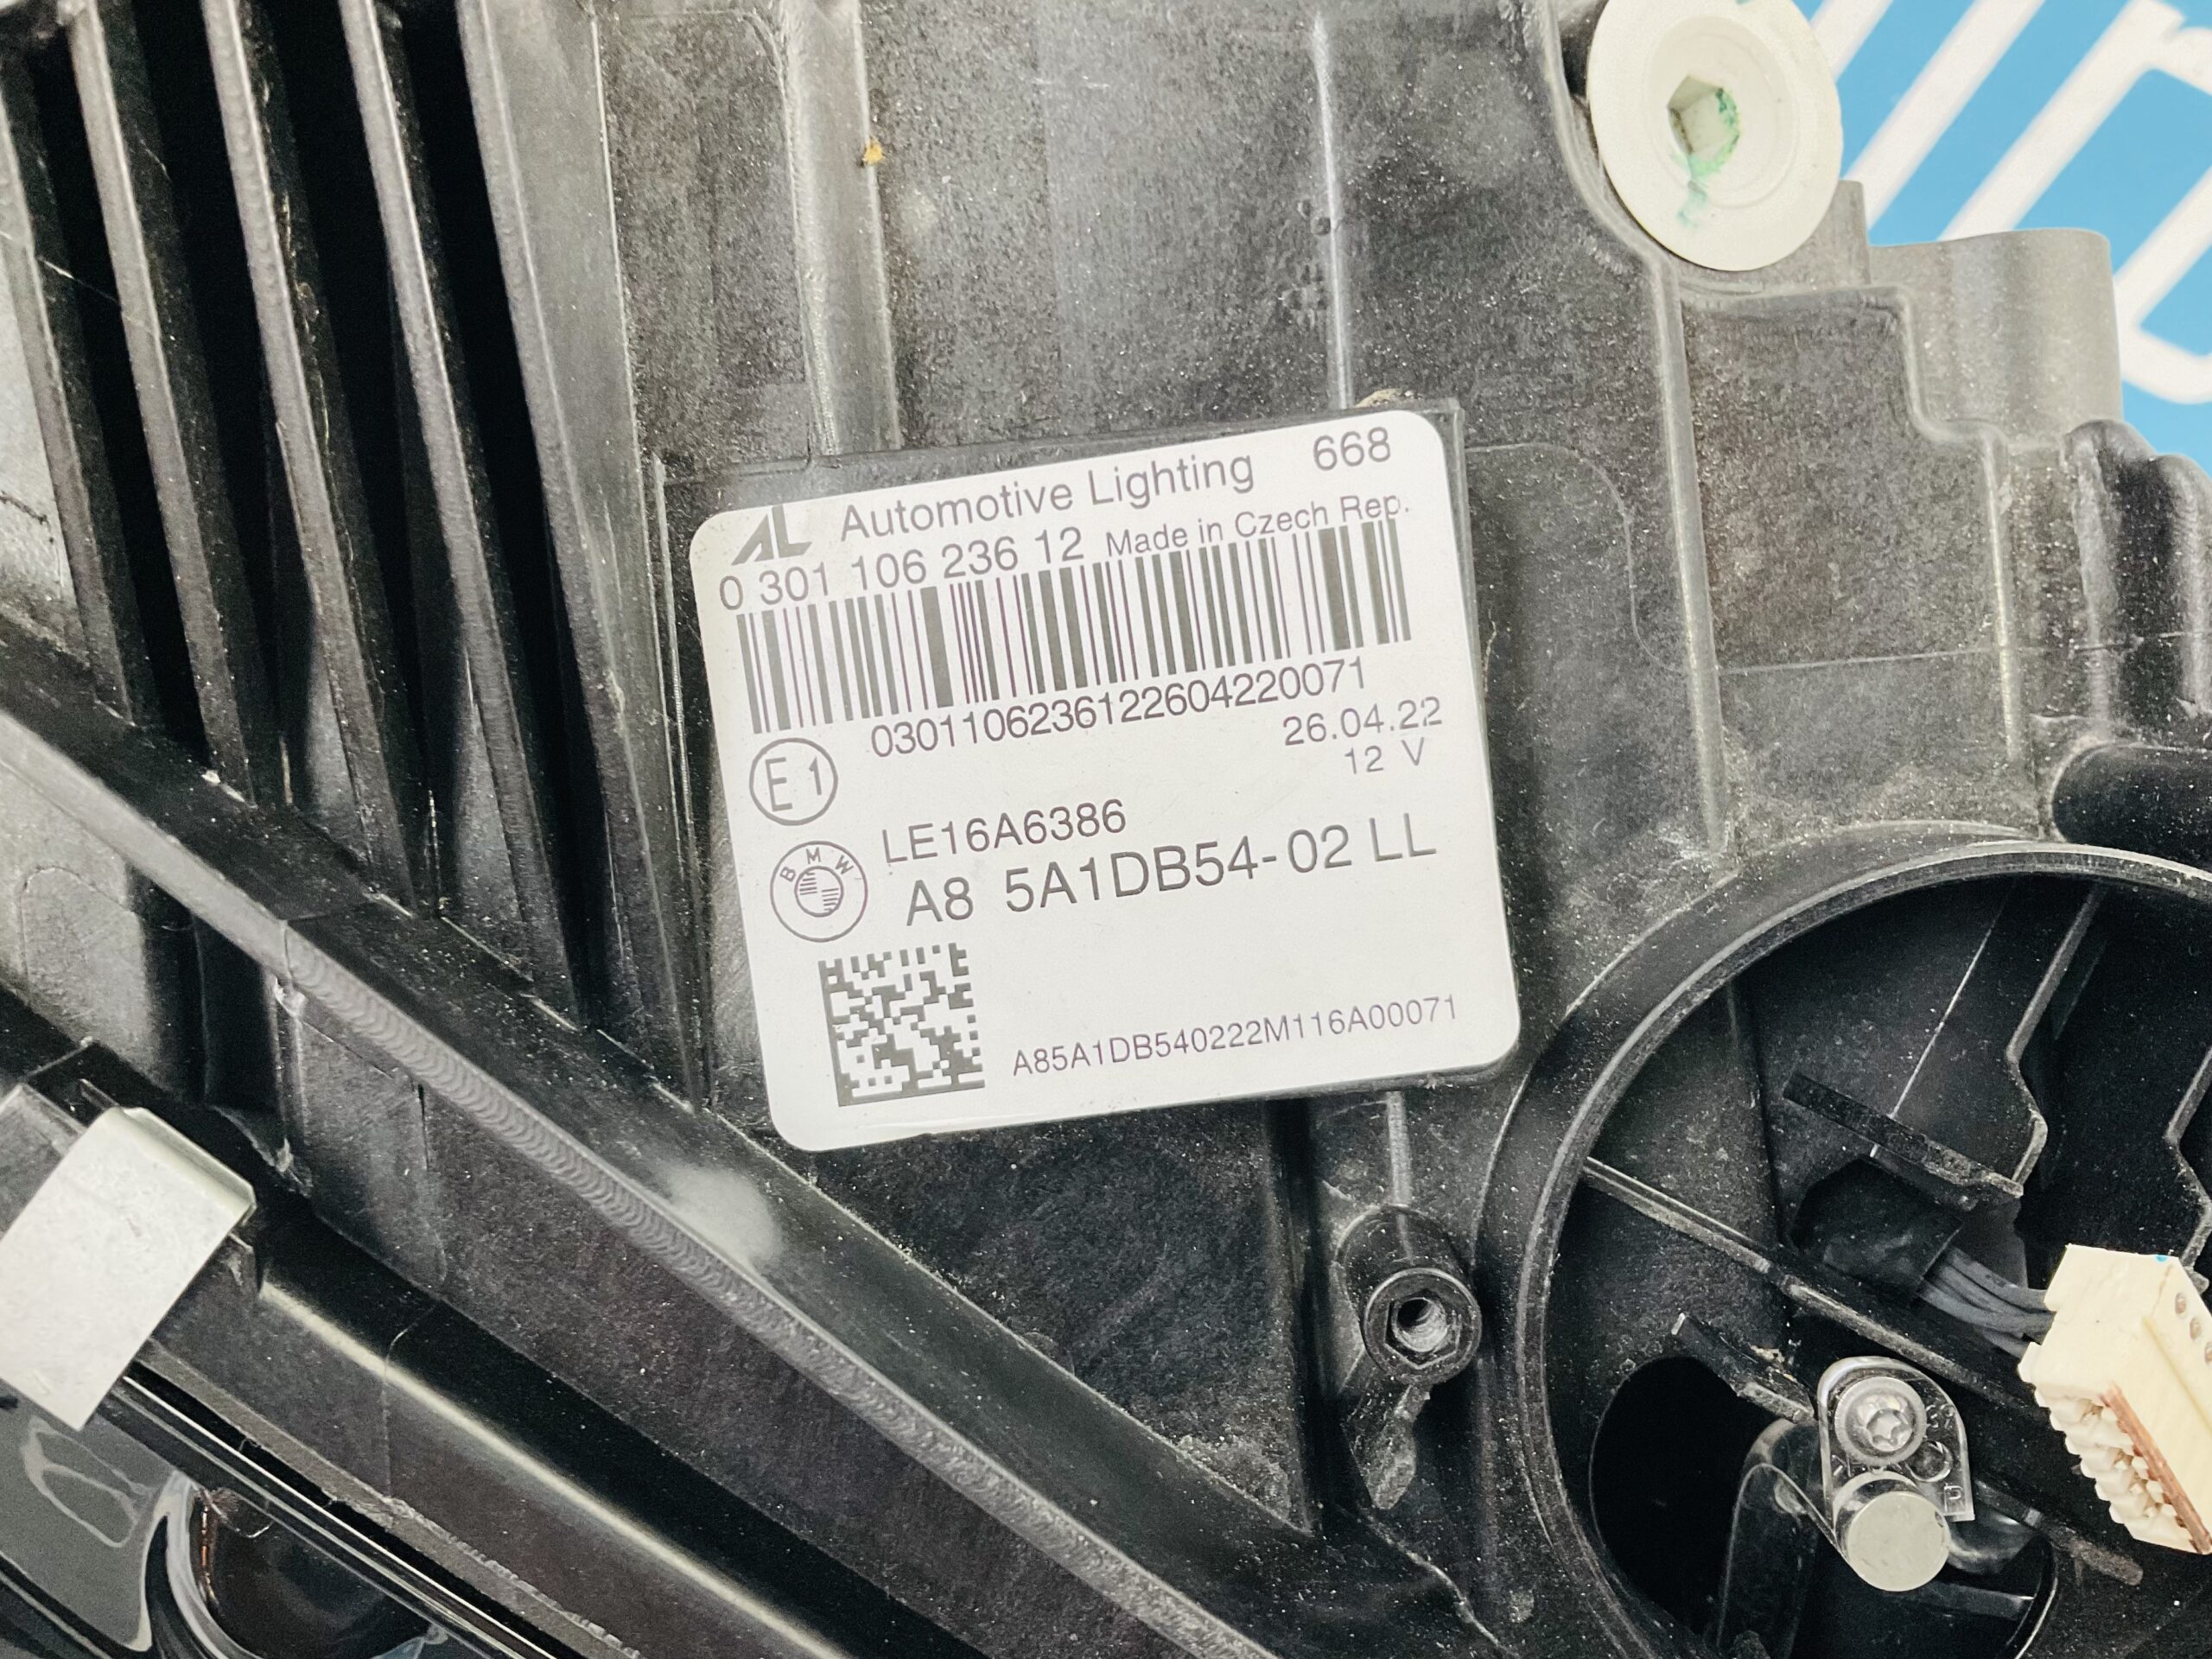 AL Automotive Lighting 668
0 301 106 236 12 Made in Czech Rep.
0301106236122604220071
26.04.22
E1
12 V
LE16A6386
BMW
A8 5A1DB54-02 LL
A85A1DB540222M116A00071